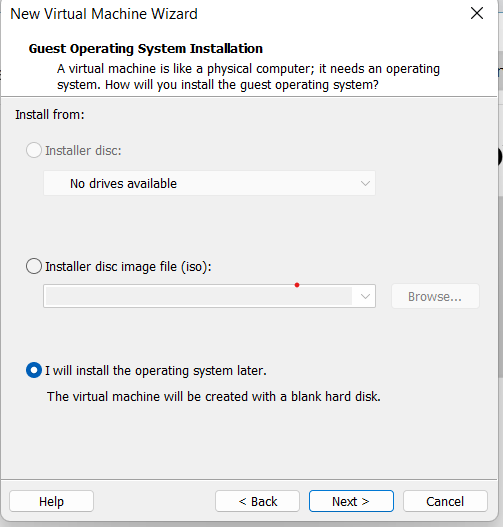 New Virtual Machine Wizard
Guest Operating System Installation
A virtual machine is like a physical computer; it needs an operating
system. How will you install the guest operating system?
Install from:
Installer disc:
No drives available
Installer disc image file (iso):
Browse...
I will install the operating system later.
The virtual machine will be created with a blank hard disk.
Help
< Back
Next >
Cancel